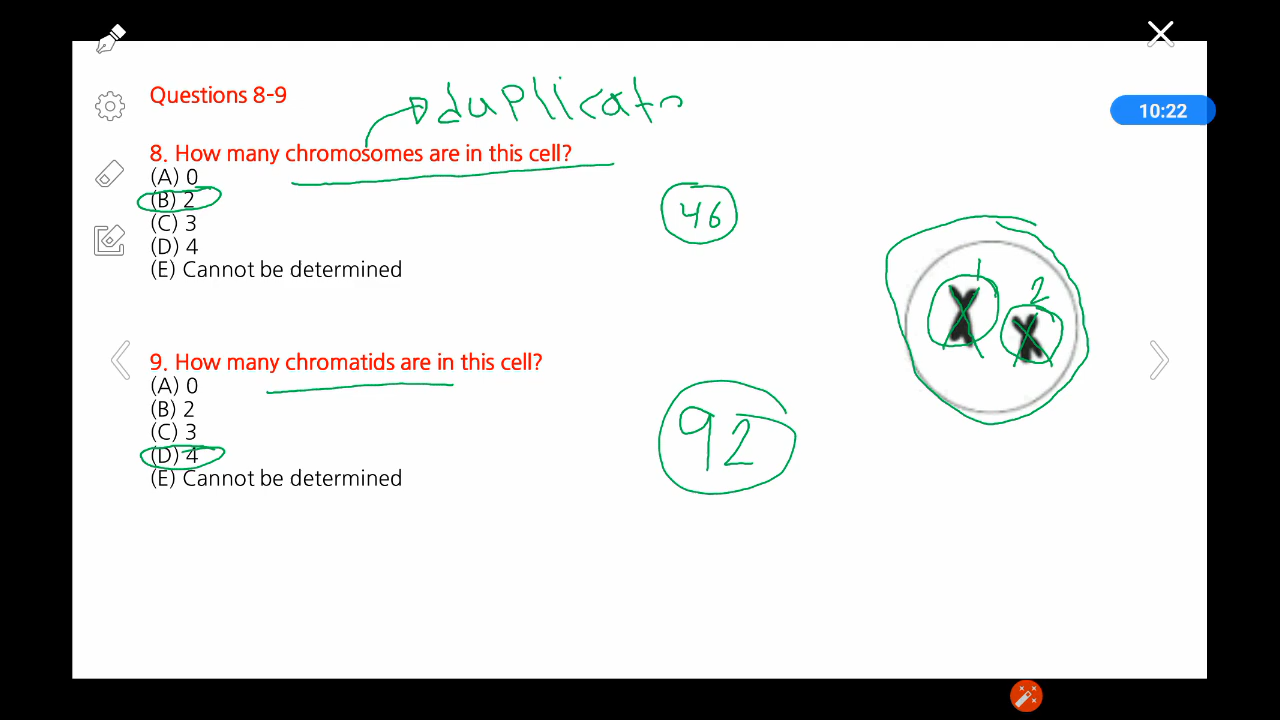 Questions 8-9
duplicate
8. How many chromosomes are in this cell?
(A) 0
(B) 2
(C) 3
(D) 4
(E) Cannot be determined
46
1
2
9. How many chromatids are in this cell?
(A) 0
(B) 2
(C) 3
(D) 4
(E) Cannot be determined
92
10:22